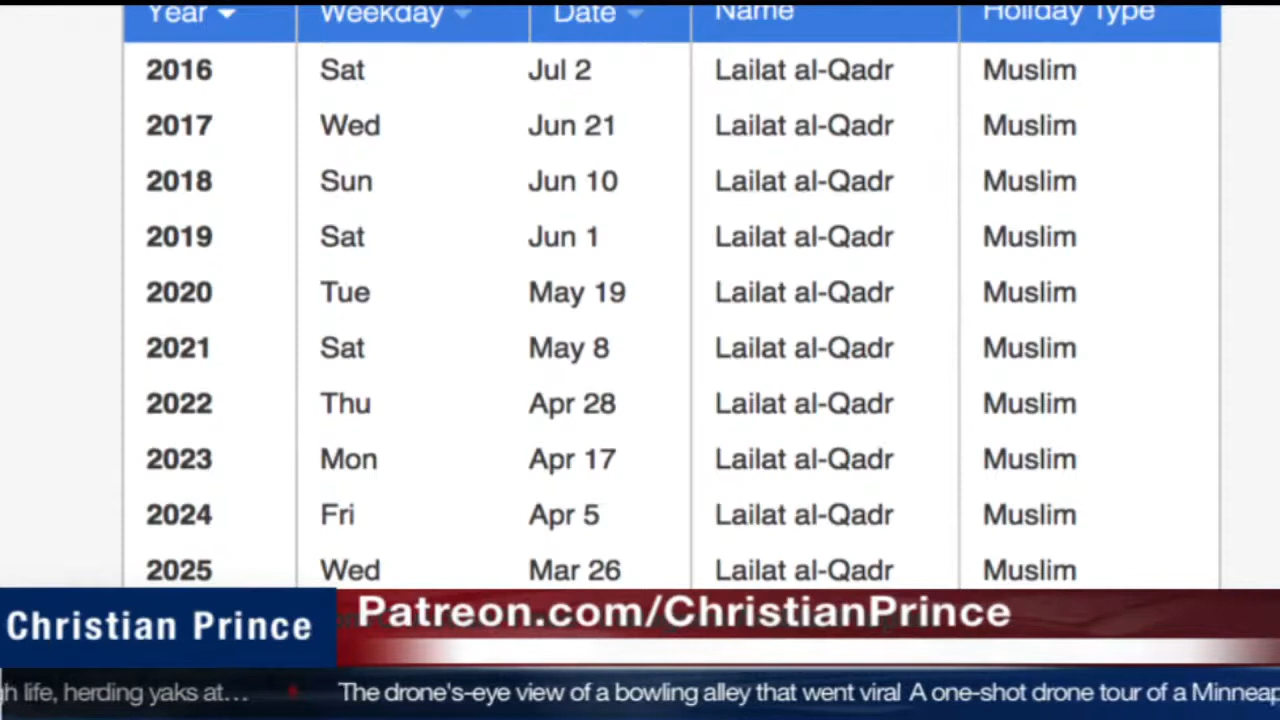 Year Weekday Date Name Holiday Type
2016 Sat Jul 2 Lailat al-Qadr Muslim
2017 Wed Jun 21 Lailat al-Qadr Muslim
2018 Sun Jun 10 Lailat al-Qadr Muslim
2019 Sat Jun 1 Lailat al-Qadr Muslim
2020 Tue May 19 Lailat al-Qadr Muslim
2021 Sat May 8 Lailat al-Qadr Muslim
2022 Thu Apr 28 Lailat al-Qadr Muslim
2023 Mon Apr 17 Lailat al-Qadr Muslim
2024 Fri Apr 5 Lailat al-Qadr Muslim
2025 Wed Mar 26 Lailat al-Qadr Muslim
Patreon.com/ChristianPrince
Christian Prince
h life, herding yaks at... • The drone's-eye view of a bowling alley that went viral A one-shot drone tour of a Minneap